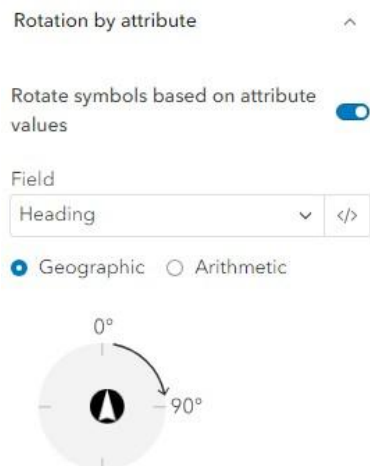 Rotation by attribute
Rotate symbols based on attribute
values
Field
Heading
</>
Geographic
Arithmetic
0°
90°